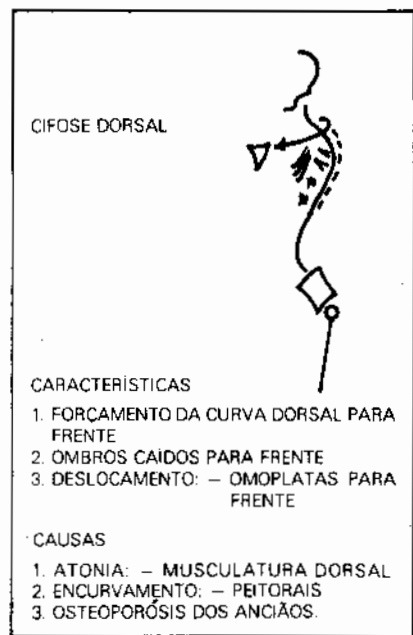 CIFOSE DORSAL
CARACTERÍSTICAS
1. FORÇAMENTO DA CURVA DORSAL PARA
FRENTE
2. OMBROS CAÍDOS PARA FRENTE
3. DESLOCAMENTO: – OMOPLATAS PARA
FRENTE
CAUSAS
1. ATONIA: – MUSCULATURA DORSAL
2. ENCURVAMENTO: – PEITORAIS
3. OSTEOPORÓSIS DOS ANCIÃOS.